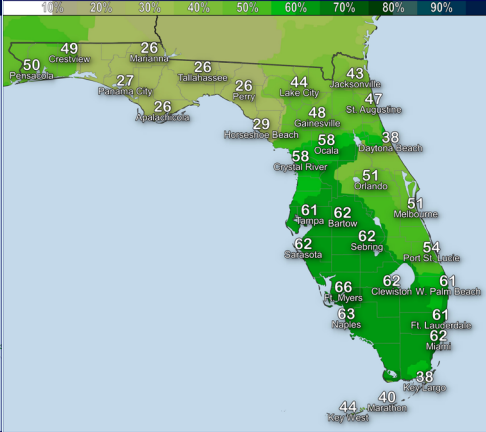 10% 20% 30% 40% 50% 60% 70% 80% 90%
49
Crestview
26
Marianna
50
Pensacola
26
Tallahassee
27
Panama City
26
Perry
44
Lake City
43
Jacksonville
26
Apalachicola
47
St. Augustine
29
Horseshoe Beach
48
Gainesville
58
Ocala
38
Daytona Beach
58
Crystal River
51
Orlando
51
Melbourne
61
Tampa
62
Bartow
62
Sarasota
62
Sebring
54
Port St. Lucie
66
Ft. Myers
62
Clewiston
61
W. Palm Beach
63
Naples
61
Ft. Lauderdale
62
Miami
38
Key Largo
40
Marathon
44
Key West